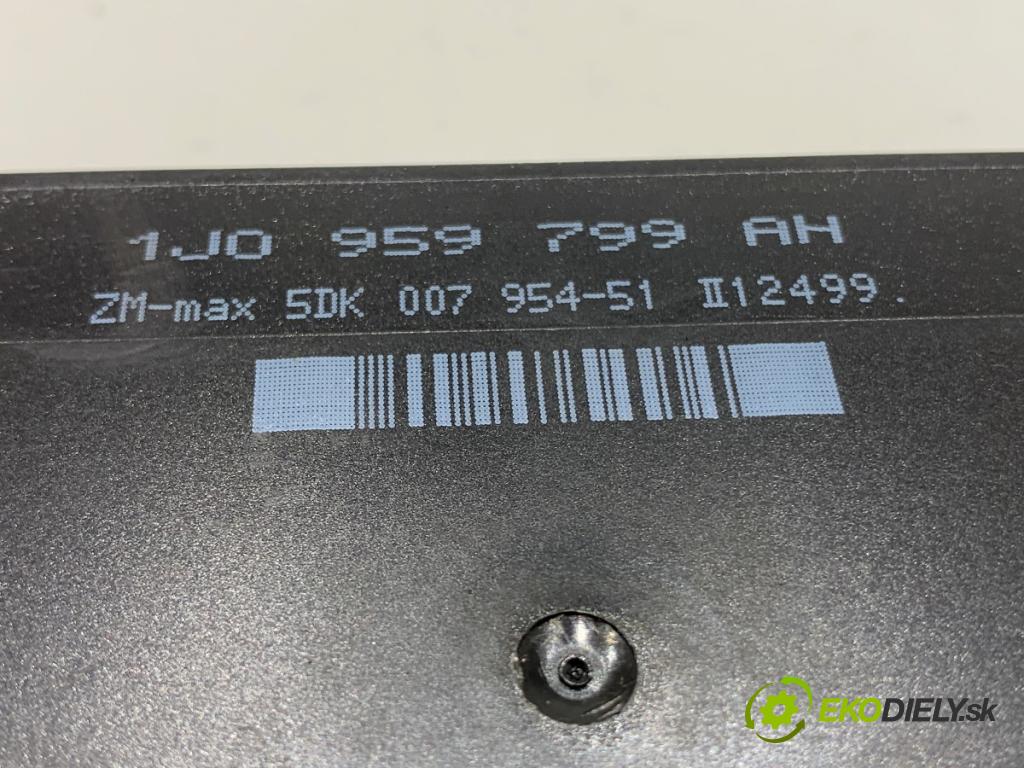 1J0 959 799 AH
ZM-max 5DK 007 954-51 II12499.
EKODIELY.sk